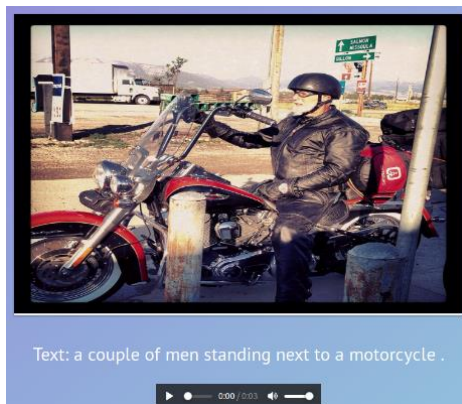 SALMON
MISSOULA
DILLON
Text: a couple of men standing next to a motorcycle .
0:00 / 0:03